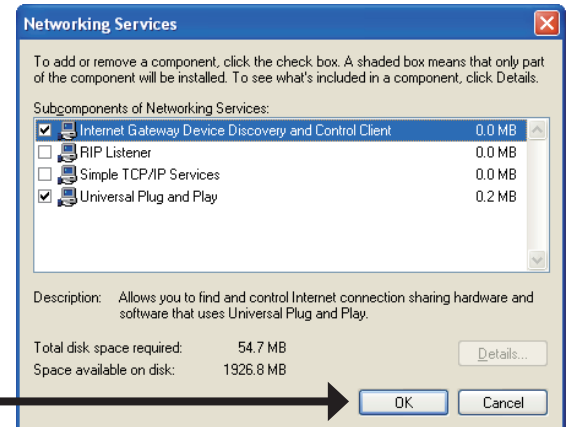 Networking Services
To add or remove a component, click the check box. A shaded box means that only part
of the component will be installed. To see what's included in a component, click Details.
Subcomponents of Networking Services:
Internet Gateway Device Discovery and Control Client 0.0 MB
RIP Listener 0.0 MB
Simple TCP/IP Services 0.0 MB
Universal Plug and Play 0.2 MB
Description: Allows you to find and control Internet connection sharing hardware and
software that uses Universal Plug and Play.
Total disk space required: 54.7 MB
Details...
Space available on disk: 1926.8 MB
OK Cancel